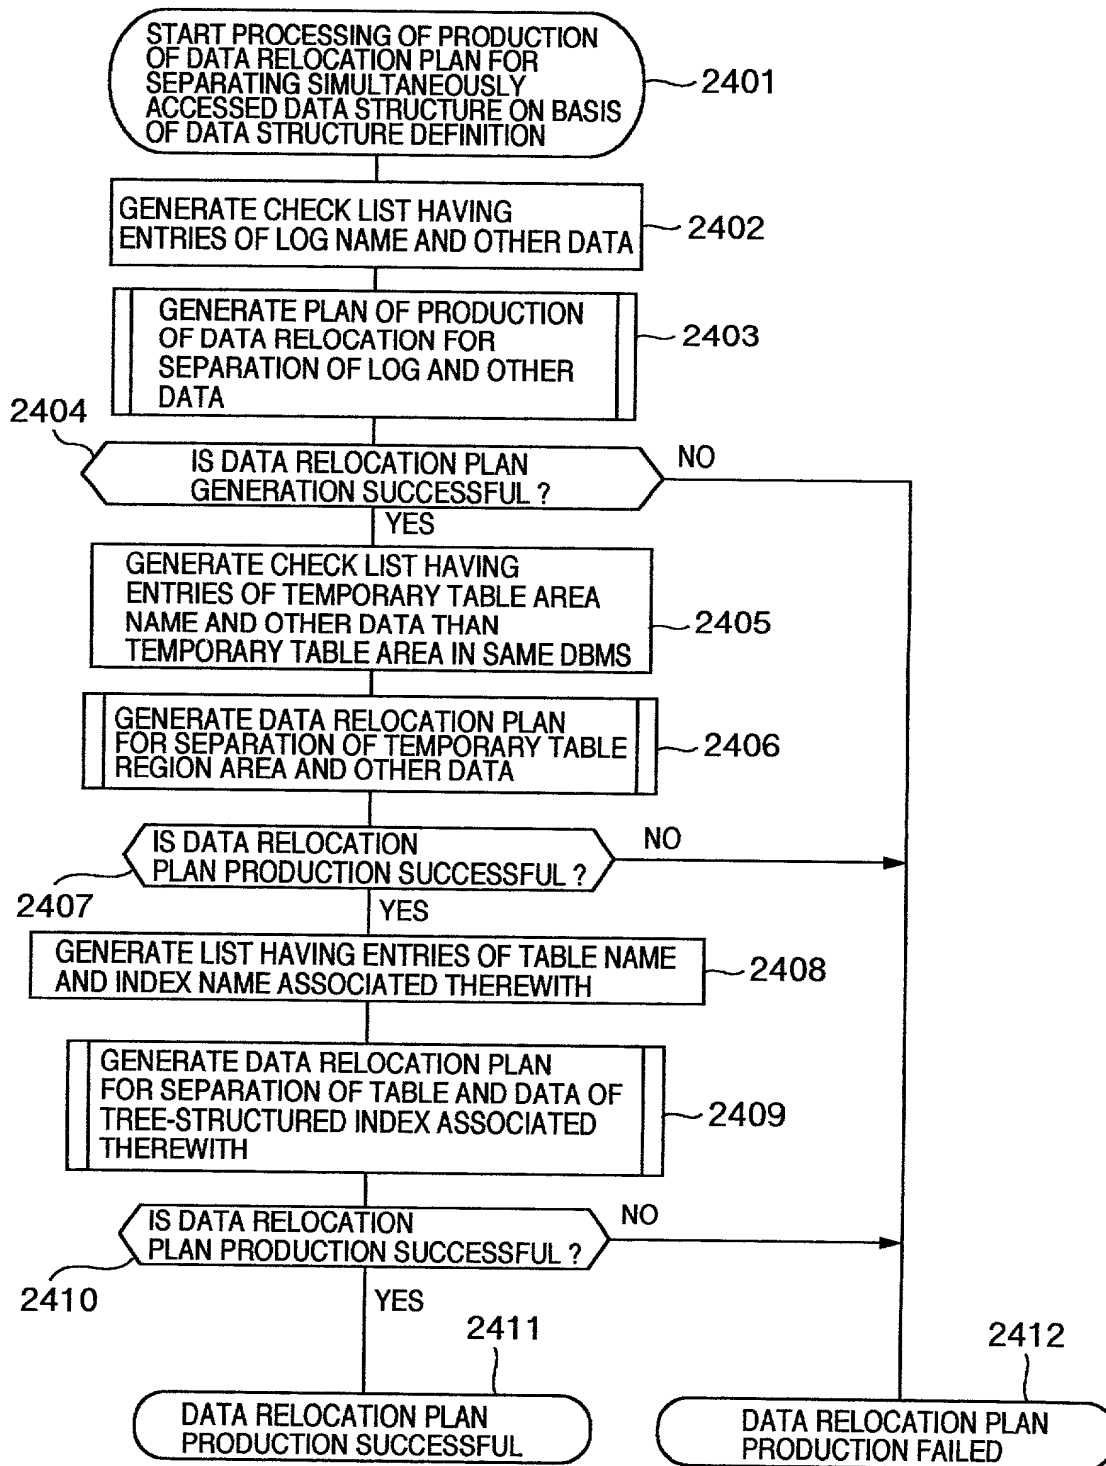 START PROCESSING OF PRODUCTION
OF DATA RELOCATION PLAN FOR
SEPARATING SIMULTANEOUSLY
ACCESSED DATA STRUCTURE ON BASIS
OF DATA STRUCTURE DEFINITION
2401
GENERATE CHECK LIST HAVING
ENTRIES OF LOG NAME AND OTHER DATA
2402
GENERATE PLAN OF PRODUCTION
OF DATA RELOCATION FOR
SEPARATION OF LOG AND OTHER
DATA
2403
2404
IS DATA RELOCATION PLAN
GENERATION SUCCESSFUL ?
NO
YES
GENERATE CHECK LIST HAVING
ENTRIES OF TEMPORARY TABLE AREA
NAME AND OTHER DATA THAN
TEMPORARY TABLE AREA IN SAME DBMS
2405
GENERATE DATA RELOCATION PLAN
FOR SEPARATION OF TEMPORARY TABLE
REGION AREA AND OTHER DATA
2406
IS DATA RELOCATION
PLAN PRODUCTION SUCCESSFUL ?
NO
2407
YES
GENERATE LIST HAVING ENTRIES OF TABLE NAME
AND INDEX NAME ASSOCIATED THEREWITH
2408
GENERATE DATA RELOCATION PLAN
FOR SEPARATION OF TABLE AND DATA OF
TREE-STRUCTURED INDEX ASSOCIATED
THEREWITH
2409
IS DATA RELOCATION
PLAN PRODUCTION SUCCESSFUL ?
NO
2410
YES
2411
DATA RELOCATION PLAN
PRODUCTION SUCCESSFUL
2412
DATA RELOCATION PLAN
PRODUCTION FAILED